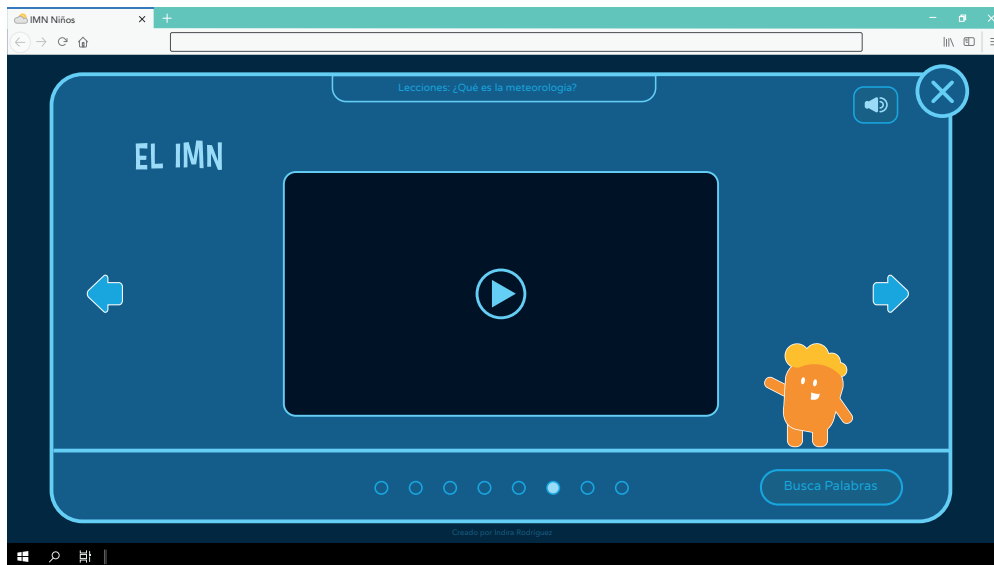 IMN Niños
Lecciones: ¿Qué es la meteorología?
EL IMN
Busca Palabras
Creado por Indira Rodríguez